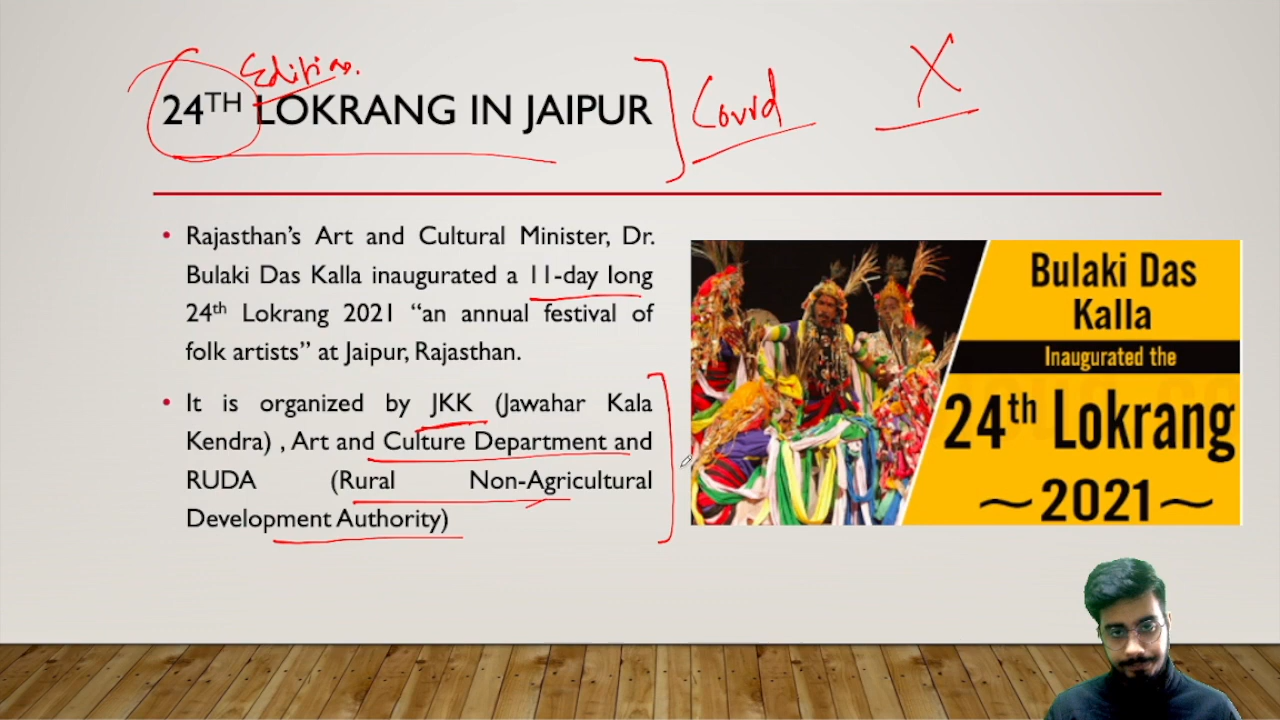 Edition.
24TH LOKRANG IN JAIPUR
Covid
X
• Rajasthan's Art and Cultural Minister, Dr.
Bulaki Das Kalla inaugurated a 11-day long
24th Lokrang 2021 “an annual festival of
folk artists” at Jaipur, Rajasthan.
• It is organized by JKK (Jawahar Kala
Kendra) , Art and Culture Department and
RUDA (Rural Non-Agricultural
Development Authority)
Bulaki Das
Kalla
Inaugurated the
24th Lokrang
~2021~